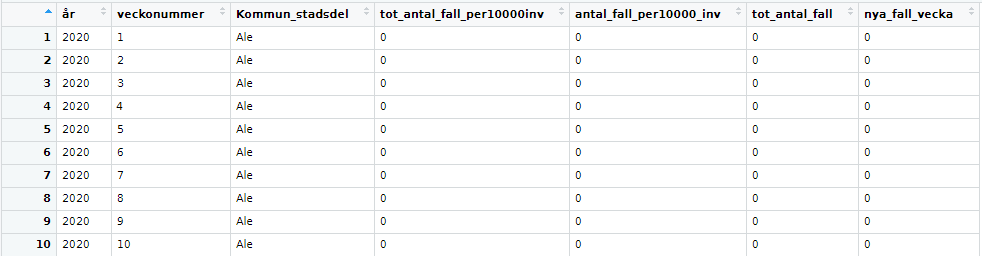 år veckonummer Kommun_stadsdel tot_antal_fall_per10000inv antal_fall_per10000_inv tot_antal_fall nya_fall_vecka
1 2020 1 Ale 0 0 0 0
2 2020 2 Ale 0 0 0 0
3 2020 3 Ale 0 0 0 0
4 2020 4 Ale 0 0 0 0
5 2020 5 Ale 0 0 0 0
6 2020 6 Ale 0 0 0 0
7 2020 7 Ale 0 0 0 0
8 2020 8 Ale 0 0 0 0
9 2020 9 Ale 0 0 0 0
10 2020 10 Ale 0 0 0 0